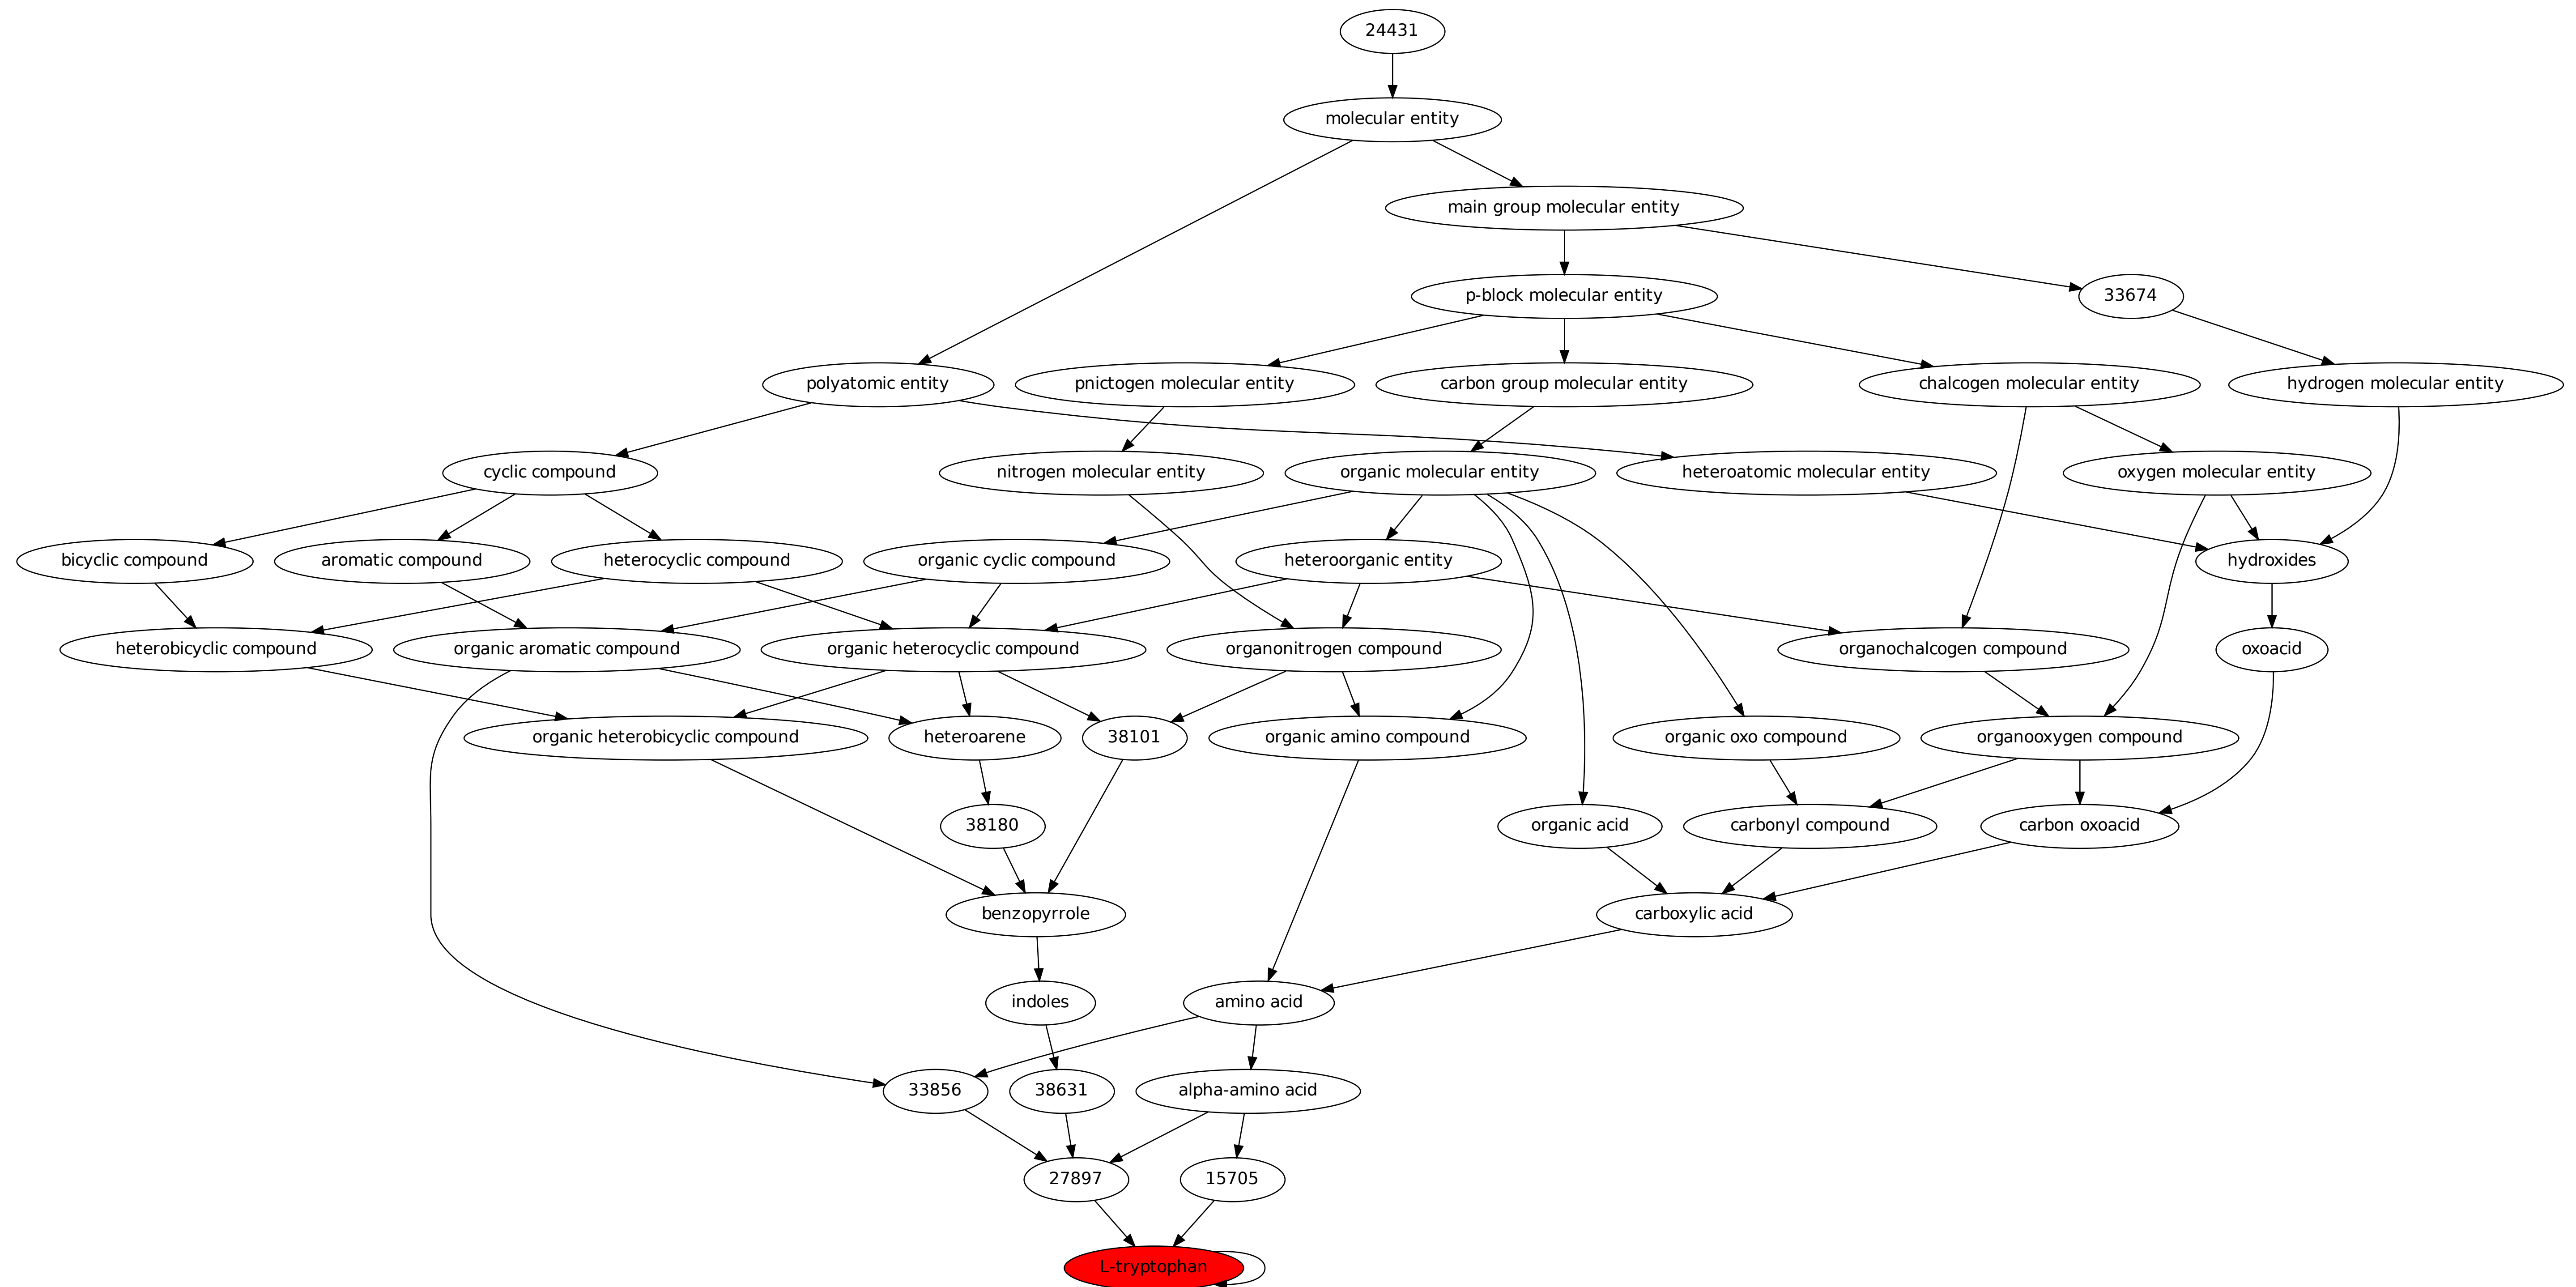 24431
molecular entity
main group molecular entity
p-block molecular entity
33674
polyatomic entity
pnictogen molecular entity
carbon group molecular entity
chalcogen molecular entity
hydrogen molecular entity
cyclic compound
nitrogen molecular entity
organic molecular entity
heteroatomic molecular entity
oxygen molecular entity
bicyclic compound
aromatic compound
heterocyclic compound
organic cyclic compound
heteroorganic entity
hydroxides
heterobicyclic compound
organic aromatic compound
organic heterocyclic compound
organonitrogen compound
organochalcogen compound
oxoacid
organic heterobicyclic compound
heteroarene
38101
organic amino compound
organic oxo compound
organooxygen compound
38180
organic acid
carbonyl compound
carbon oxoacid
benzopyrrole
carboxylic acid
indoles
amino acid
33856
38631
alpha-amino acid
27897
15705
L-tryptophan